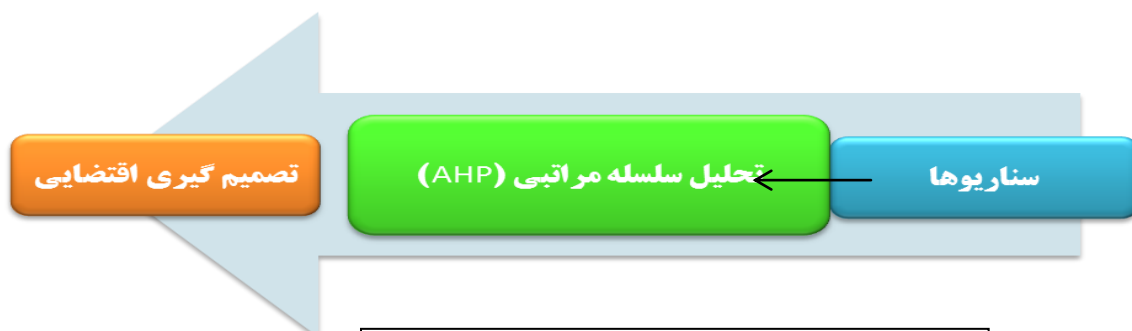 سناریوها
تحلیل سلسله مراتبی (AHP)
تصمیم گیری اقتضایی